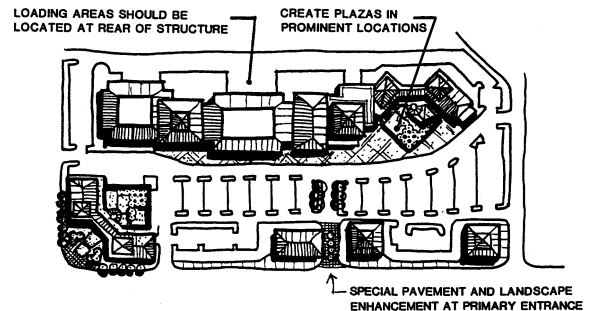 LOADING AREAS SHOULD BE
LOCATED AT REAR OF STRUCTURE
CREATE PLAZAS IN
PROMINENT LOCATIONS
SPECIAL PAVEMENT AND LANDSCAPE
ENHANCEMENT AT PRIMARY ENTRANCE